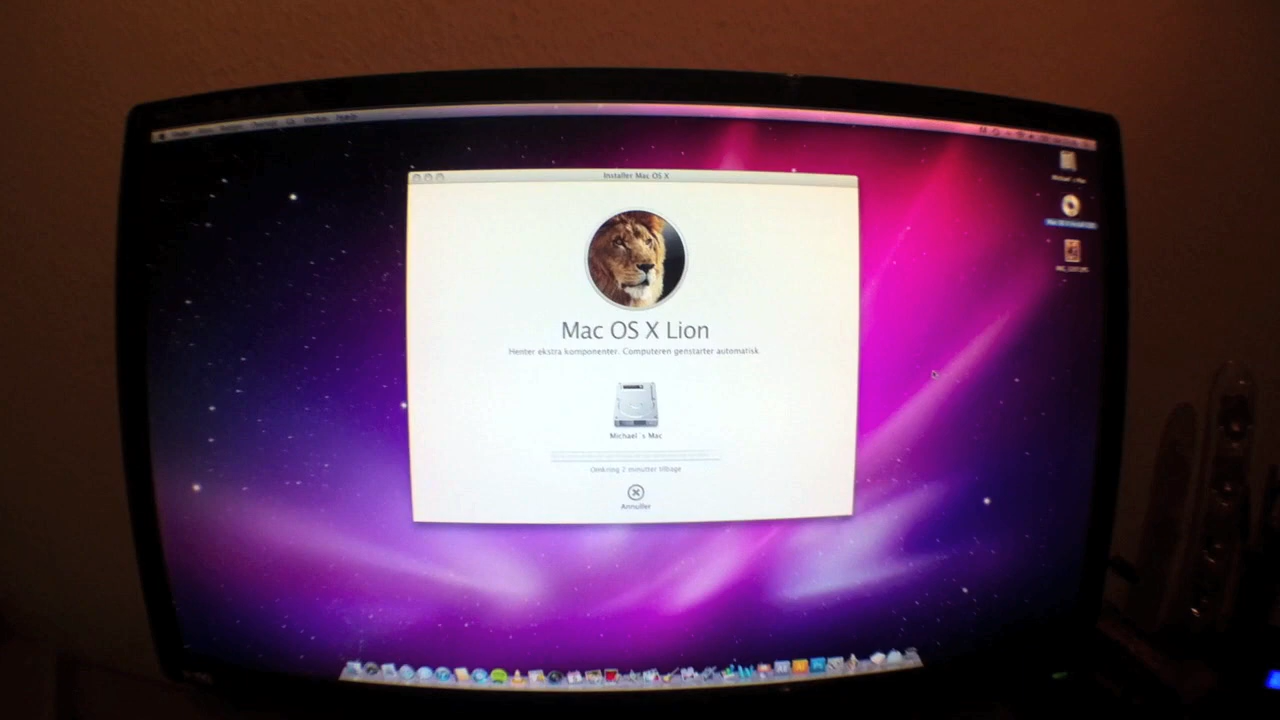 Installer Mac OS X
Mac OS X Lion
Henter ekstra komponenter. Computeren genstarter automatisk.
Michael s Mac
Omkring 2 minutter tilbage
Annuller